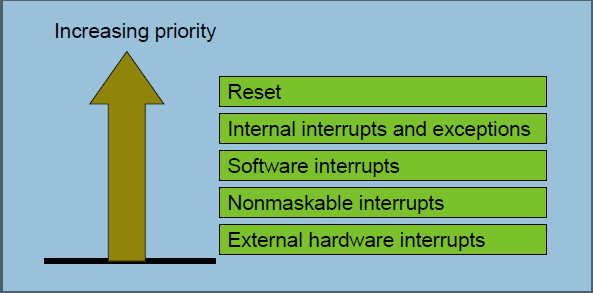 Increasing priority
Reset
Internal interrupts and exceptions
Software interrupts
Nonmaskable interrupts
External hardware interrupts